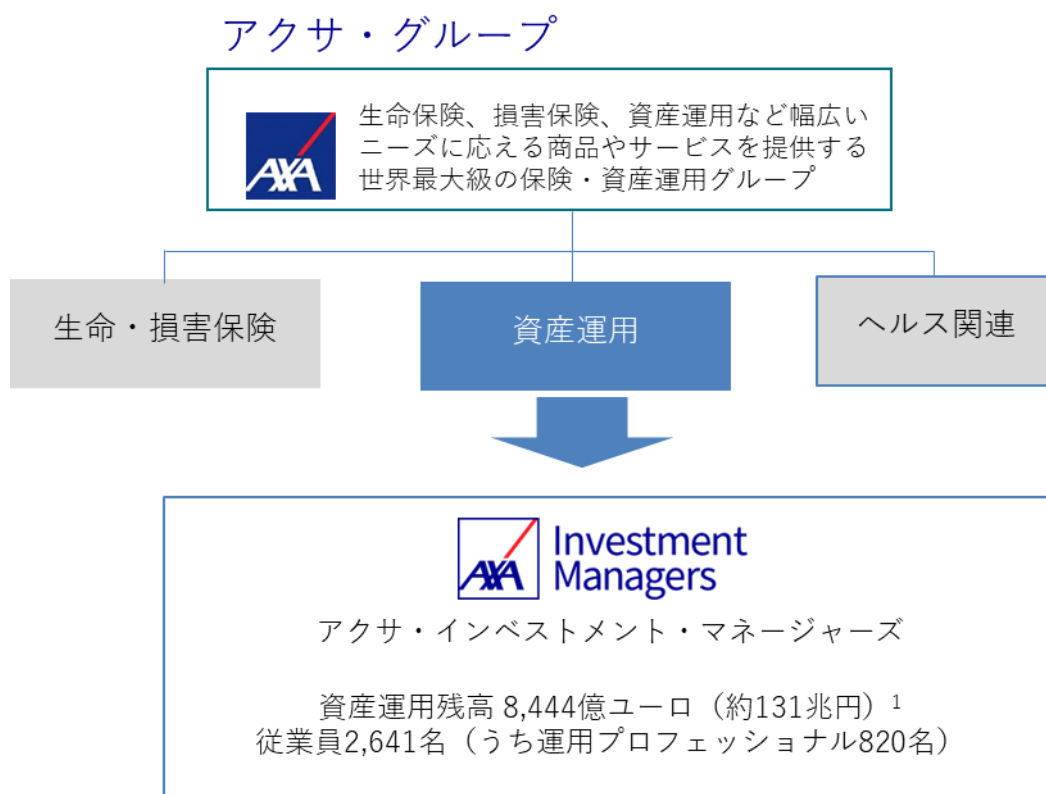 アクサ・グループ
AXA
生命保険、損害保険、資産運用など幅広い
ニーズに応える商品やサービスを提供する
世界最大級の保険・資産運用グループ
生命・損害保険
資産運用
ヘルス関連
AXA
Investment
Managers
アクサ・インベストメント・マネージャーズ
資産運用残高 8,444億ユーロ（約131兆円）1
従業員2,641名（うち運用プロフェッショナル820名）